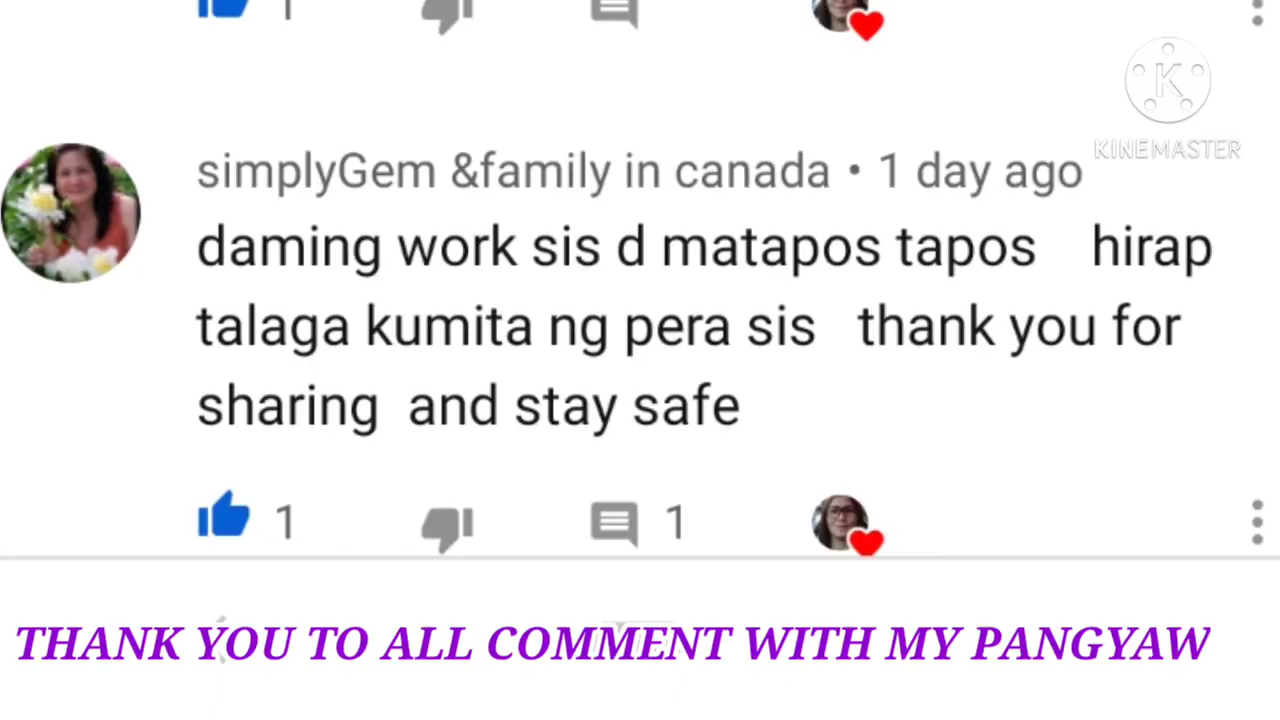 1
KINEMASTER
simplyGem &family in canada • 1 day ago
daming work sis d matapos tapos hirap
talaga kumita ng pera sis thank you for
sharing and stay safe
1 1
THANK YOU TO ALL COMMENT WITH MY PANGYAW